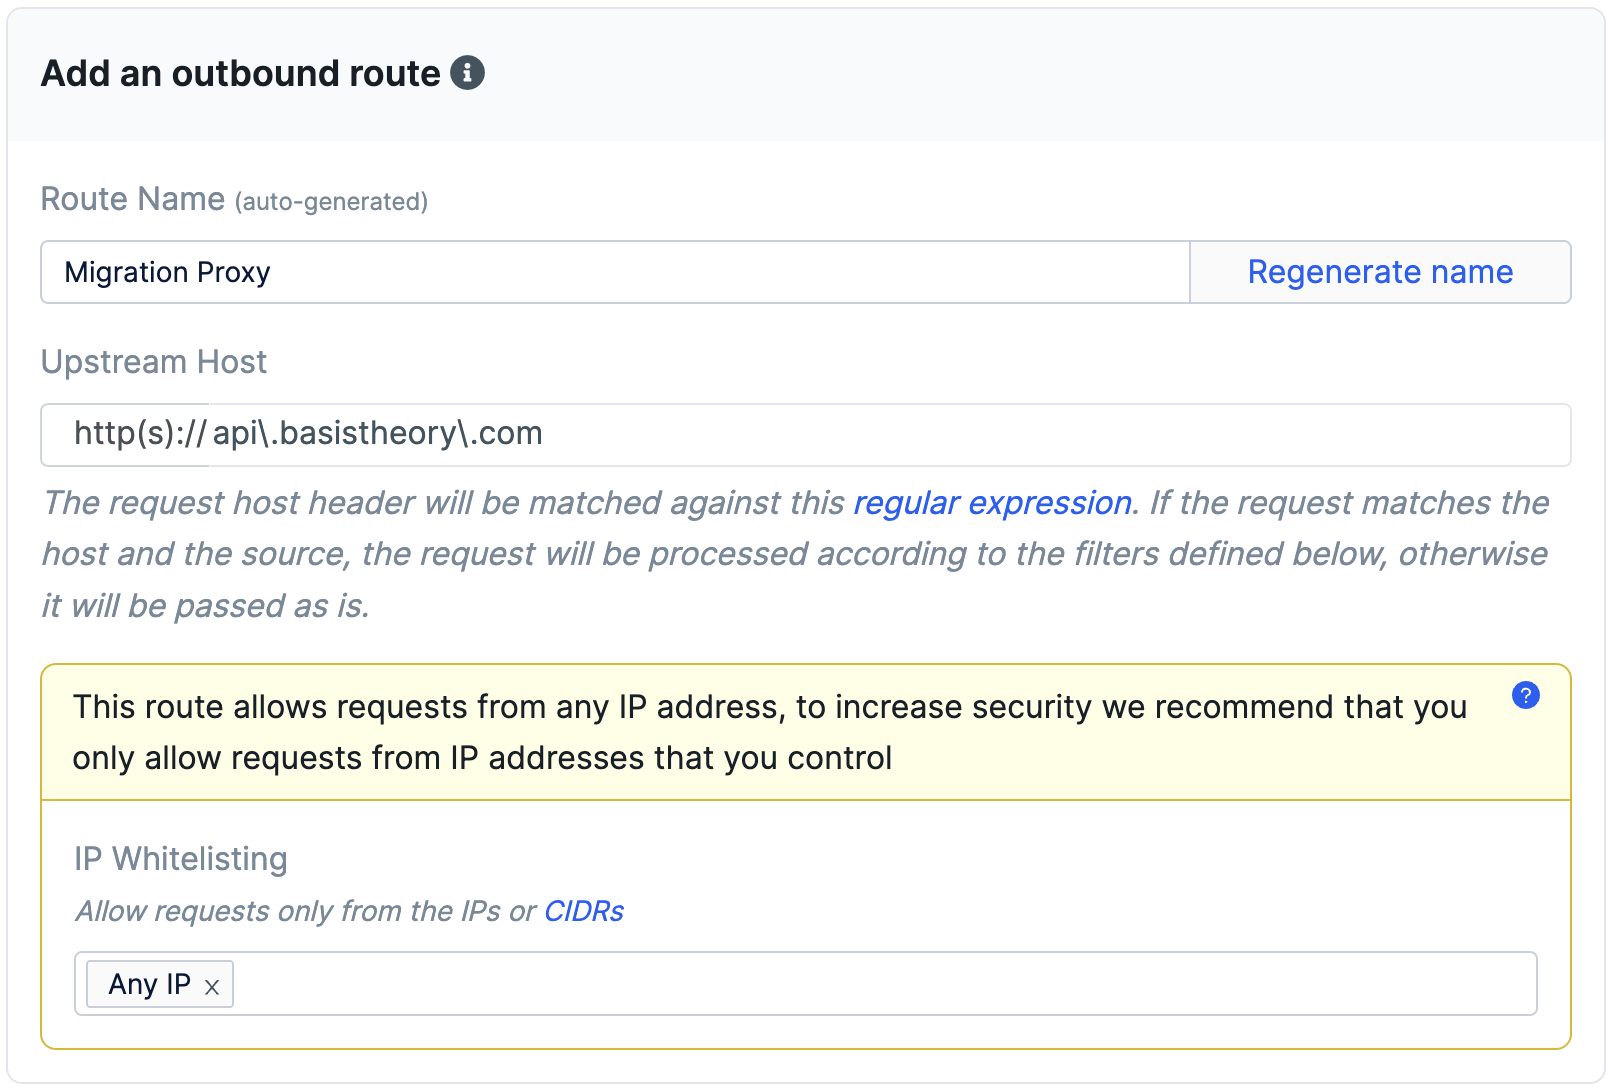 Add an outbound route
Route Name (auto-generated)
Migration Proxy
Regenerate name
Upstream Host
http(s):// api\.basistheory\.com
The request host header will be matched against this regular expression. If the request matches the
host and the source, the request will be processed according to the filters defined below, otherwise
it will be passed as is.
This route allows requests from any IP address, to increase security we recommend that you
only allow requests from IP addresses that you control
?
IP Whitelisting
Allow requests only from the IPs or CIDRs
Any IP x